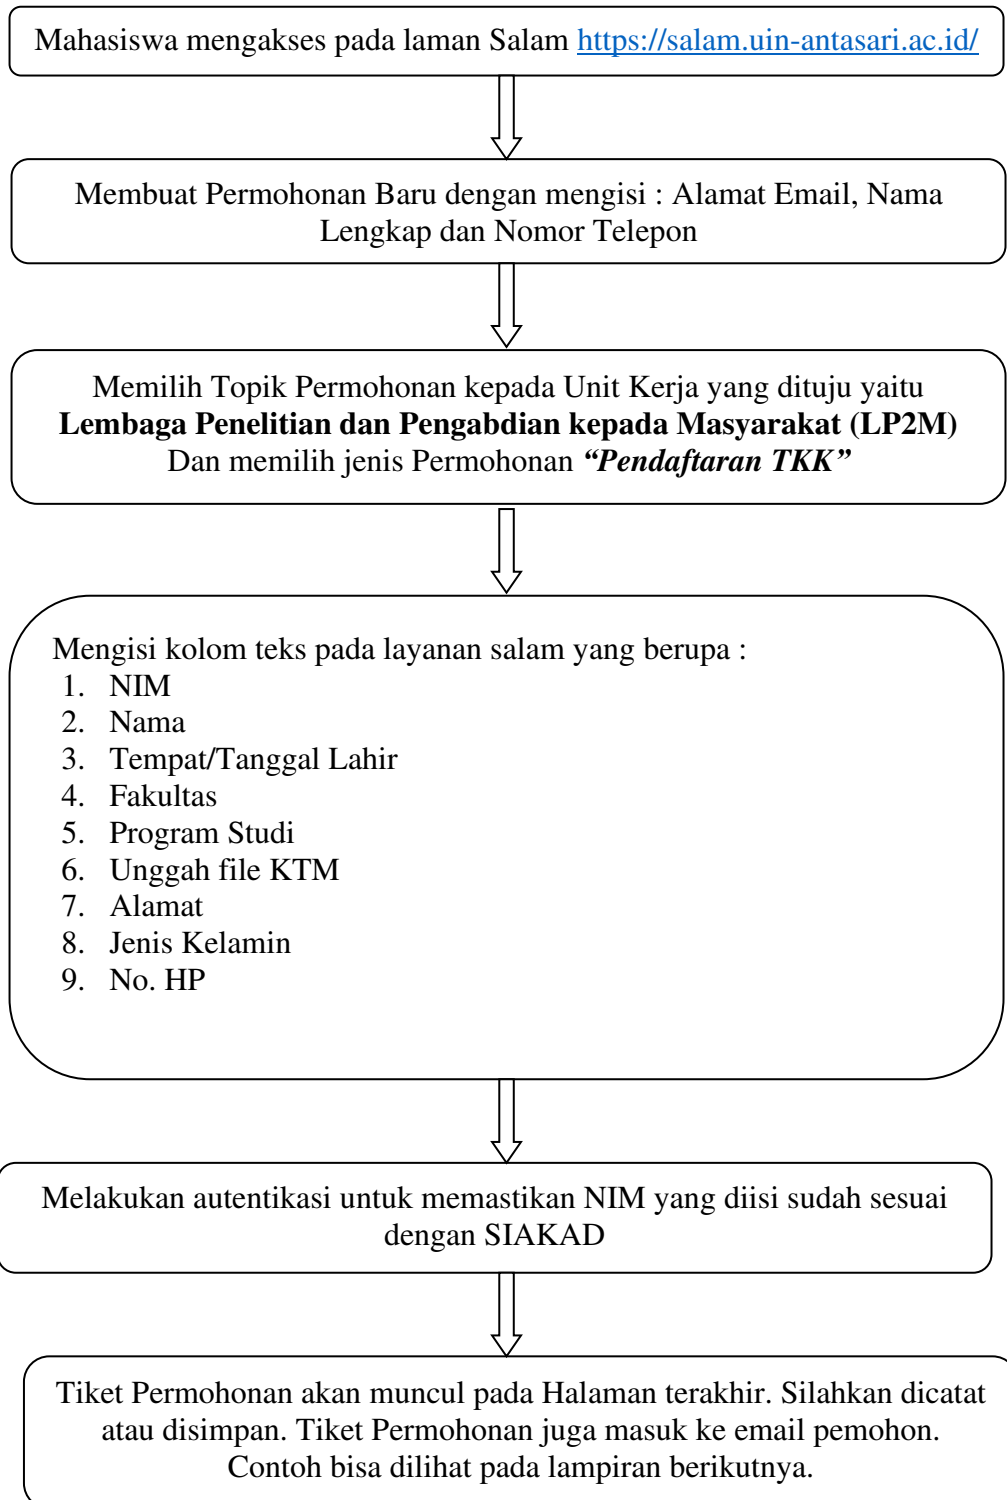 Mahasiswa mengakses pada laman Salam https://salam.uin-antasari.ac.id/
Membuat Permohonan Baru dengan mengisi : Alamat Email, Nama
Lengkap dan Nomor Telepon
Memilih Topik Permohonan kepada Unit Kerja yang dituju yaitu
Lembaga Penelitian dan Pengabdian kepada Masyarakat (LP2M)
Dan memilih jenis Permohonan “Pendaftaran TKK”
Mengisi kolom teks pada layanan salam yang berupa :
1. NIM
2. Nama
3. Tempat/Tanggal Lahir
4. Fakultas
5. Program Studi
6. Unggah file KTM
7. Alamat
8. Jenis Kelamin
9. No. HP
Melakukan autentikasi untuk memastikan NIM yang diisi sudah sesuai
dengan SIAKAD
Tiket Permohonan akan muncul pada Halaman terakhir. Silahkan dicatat
atau disimpan. Tiket Permohonan juga masuk ke email pemohon.
Contoh bisa dilihat pada lampiran berikutnya.